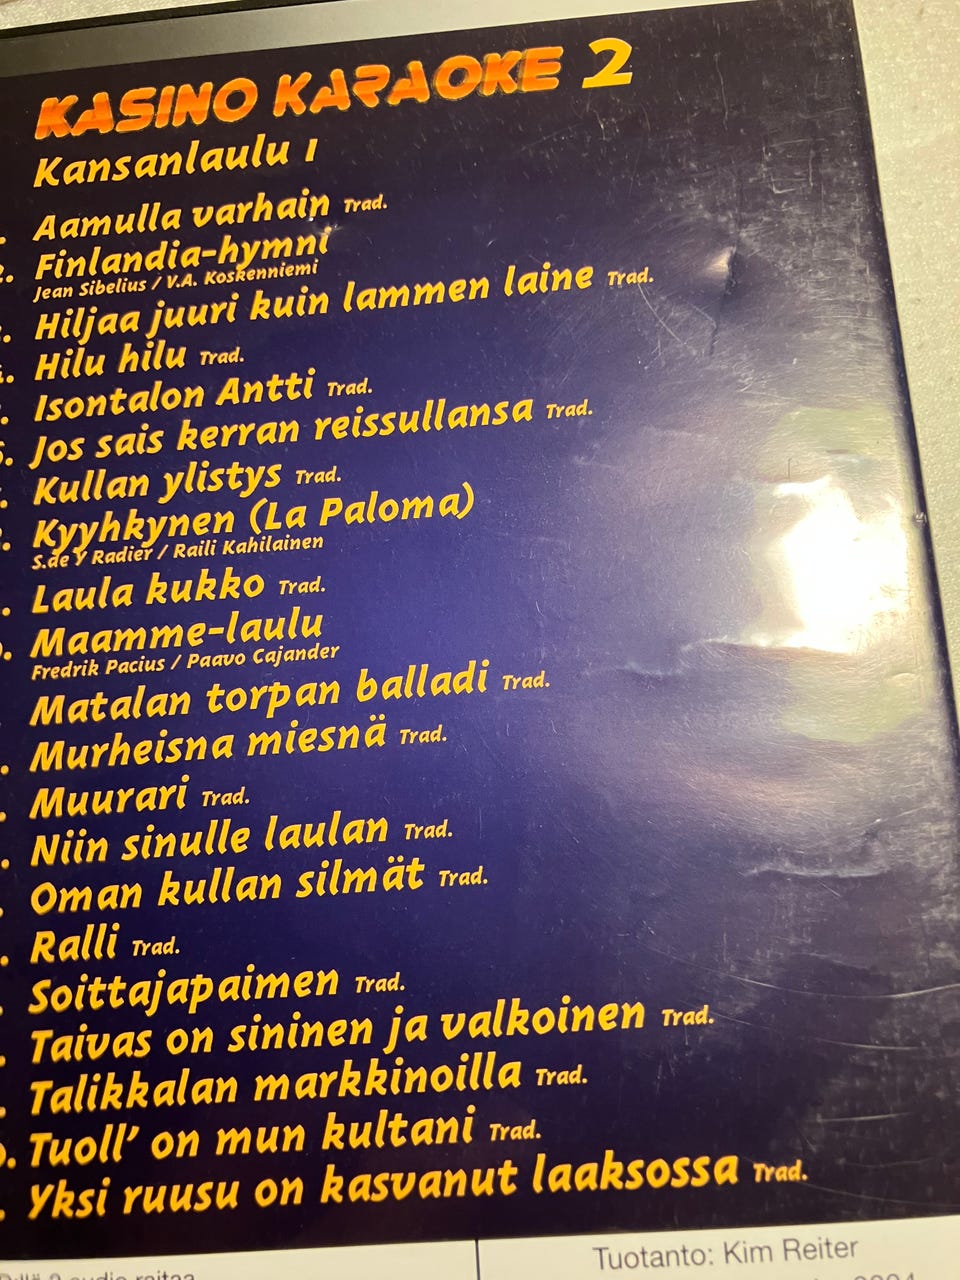 KASINO KARAOKE 2
Kansanlaulu 1
Aamulla varhain Trad.
Finlandia-hymni
Jean Sibelius / V.A. Koskenniemi
Hiljaa juuri kuin lammen laine Trad.
Hilu hilu Trad.
Isontalon Antti Trad.
Jos sais kerran reissullansa Trad.
Kullan ylistys Trad.
Kyyhkynen (La Paloma)
S.de Y Radier / Raili Kahilainen
Laula kukko Trad.
Maamme-laulu
Fredrik Pacius / Paavo Cajander
Matalan torpan balladi Trad.
Murheisna miesnä Trad.
Muurari Trad.
Niin sinulle laulan Trad.
Oman kullan silmät Trad.
Ralli Trad.
Soittajapaimen Trad.
Taivas on sininen ja valkoinen Trad.
Talikkalan markkinoilla Trad.
Tuoll' on mun kultani Trad.
Yksi ruusu on kasvanut laaksossa Trad.
Tuotanto: Kim Reiter